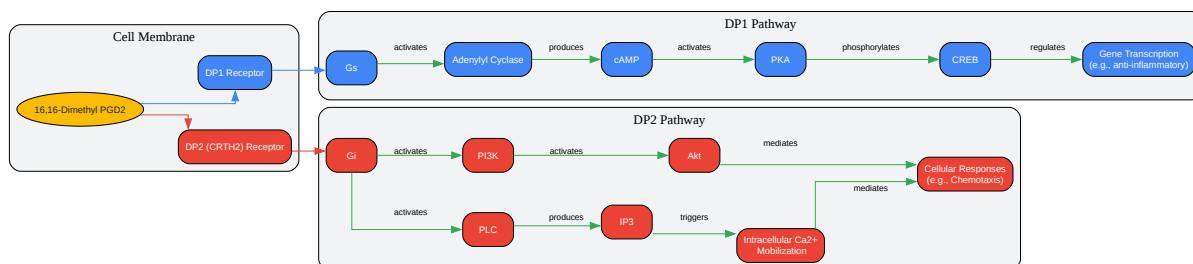 Cell Membrane
16,16-Dimethyl PGD2
DP1 Receptor
DP2 (CRTH2) Receptor
DP1 Pathway
Gs
activates
Adenylyl Cyclase
produces
cAMP
activates
PKA
phosphorylates
CREB
regulates
Gene Transcription
(e.g., anti-inflammatory)
DP2 Pathway
Gi
activates
PI3K
activates
Akt
mediates
Cellular Responses
(e.g., Chemotaxis)
activates
PLC
produces
IP3
triggers
Intracellular Ca2+
Mobilization
mediates